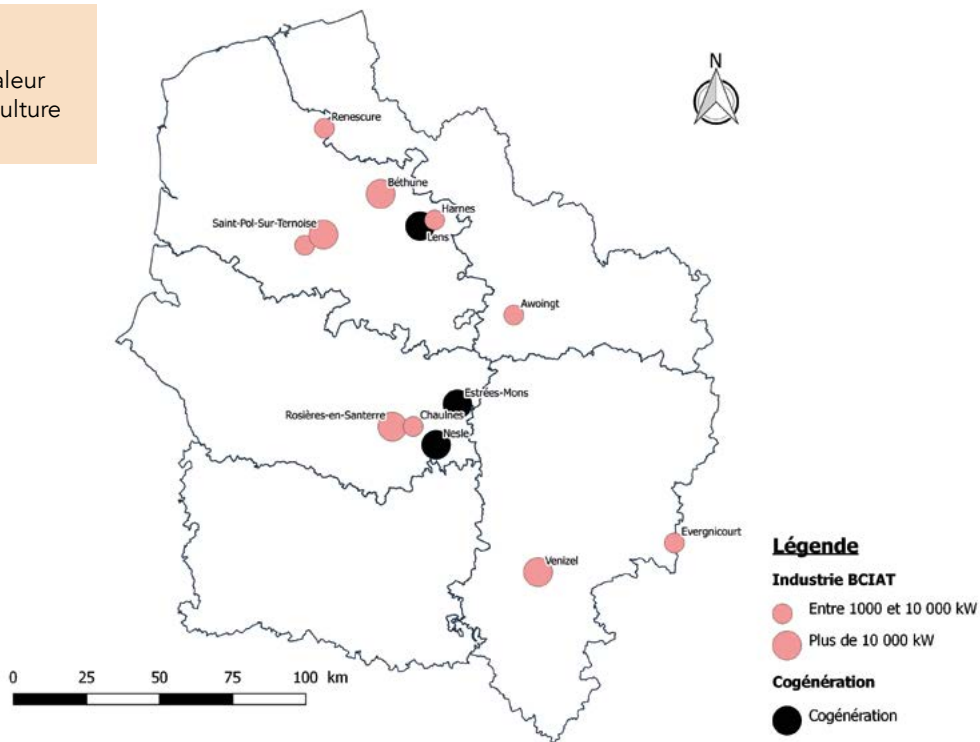 aleur
ulture
N
Renescure
Béthune
Harnes
Lens
Saint-Pol-Sur-Ternoise
Awoingt
Estrées-Mons
Rosières-en-Santerre
Chaulnes
Nesle
Evergnicourt
Venizel
Légende
Industrie BCIAT
Entre 1000 et 10 000 kW
Plus de 10 000 kW
Cogénération
Cogénération
0 25 50 75 100 km